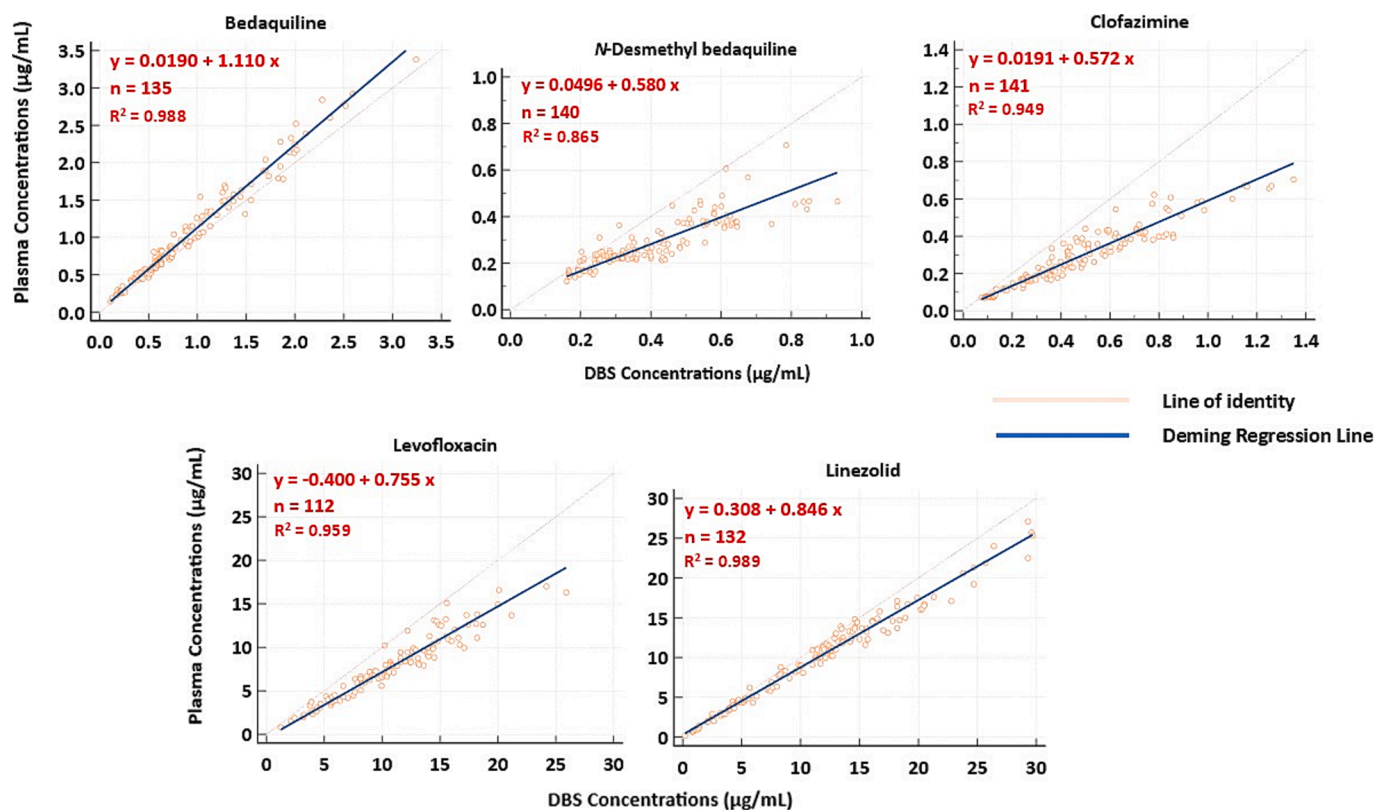 Bedaquiline
y = 0.0190 + 1.110 x
n = 135
R² = 0.988
3.5
3.0
2.5
2.0
1.5
1.0
0.5
0.0
0.0 0.5 1.0 1.5 2.0 2.5 3.0 3.5
Plasma Concentrations (µg/mL)
N-Desmethyl bedaquiline
y = 0.0496 + 0.580 x
n = 140
R² = 0.865
1.0
0.8
0.6
0.4
0.2
0.0
0.0 0.2 0.4 0.6 0.8 1.0
DBS Concentrations (µg/mL)
Clofazimine
y = 0.0191 + 0.572 x
n = 141
R² = 0.949
1.4
1.2
1.0
0.8
0.6
0.4
0.2
0.0
0.0 0.2 0.4 0.6 0.8 1.0 1.2 1.4
Line of identity
Deming Regression Line
Levofloxacin
y = -0.400 + 0.755 x
n = 112
R² = 0.959
30
25
20
15
10
5
0
0 5 10 15 20 25 30
Plasma Concentrations (µg/mL)
Linezolid
y = 0.308 + 0.846 x
n = 132
R² = 0.989
30
25
20
15
10
5
0
0 5 10 15 20 25 30
DBS Concentrations (µg/mL)